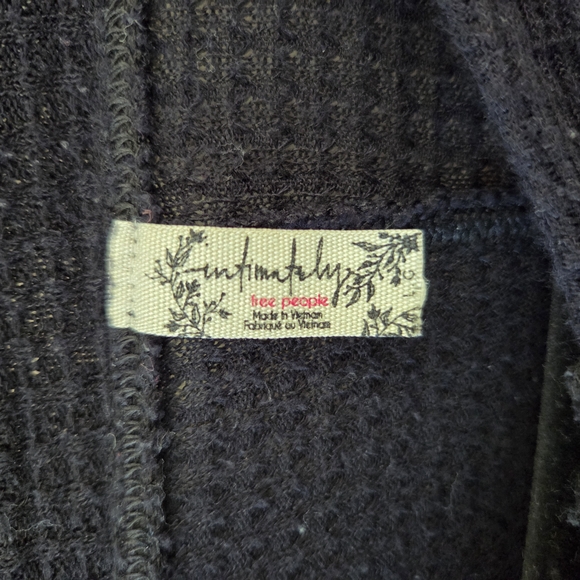 intimately
free people
Made in Vietnam
Fabriqué au Vietnam